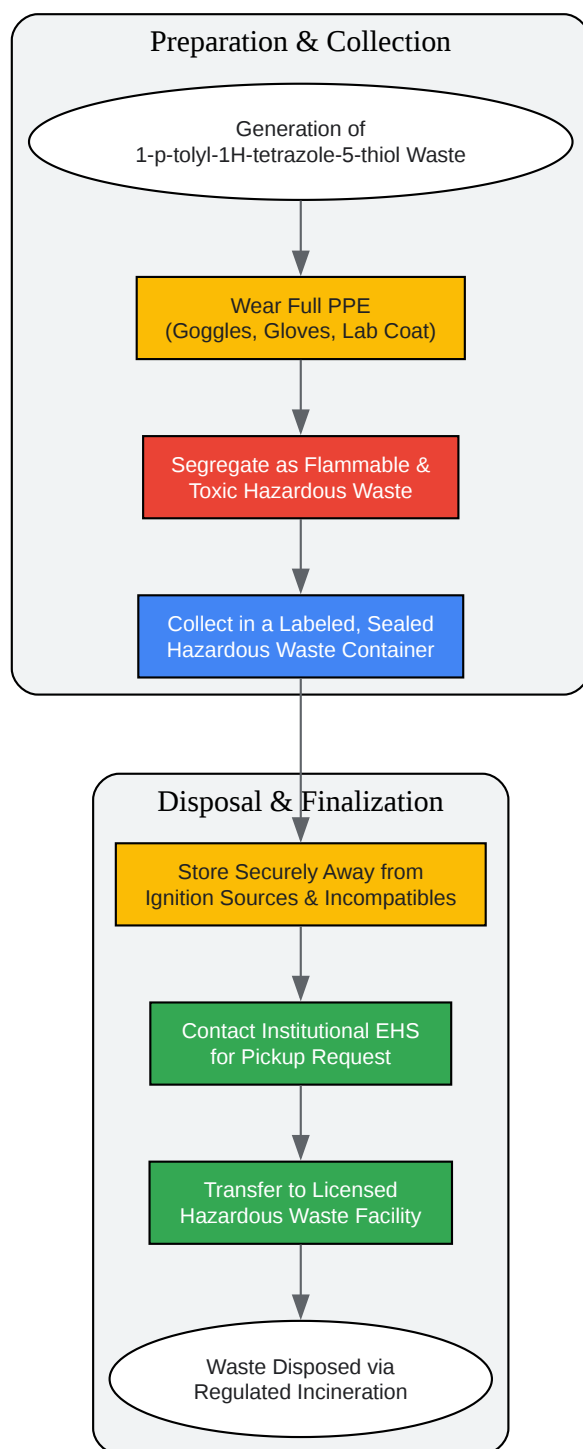 Preparation & Collection
Generation of
1-p-tolyl-1H-tetrazole-5-thiol Waste
Wear Full PPE
(Goggles, Gloves, Lab Coat)
Segregate as Flammable &
Toxic Hazardous Waste
Collect in a Labeled, Sealed
Hazardous Waste Container
Disposal & Finalization
Store Securely Away from
Ignition Sources & Incompatibles
Contact Institutional EHS
for Pickup Request
Transfer to Licensed
Hazardous Waste Facility
Waste Disposed via
Regulated Incineration